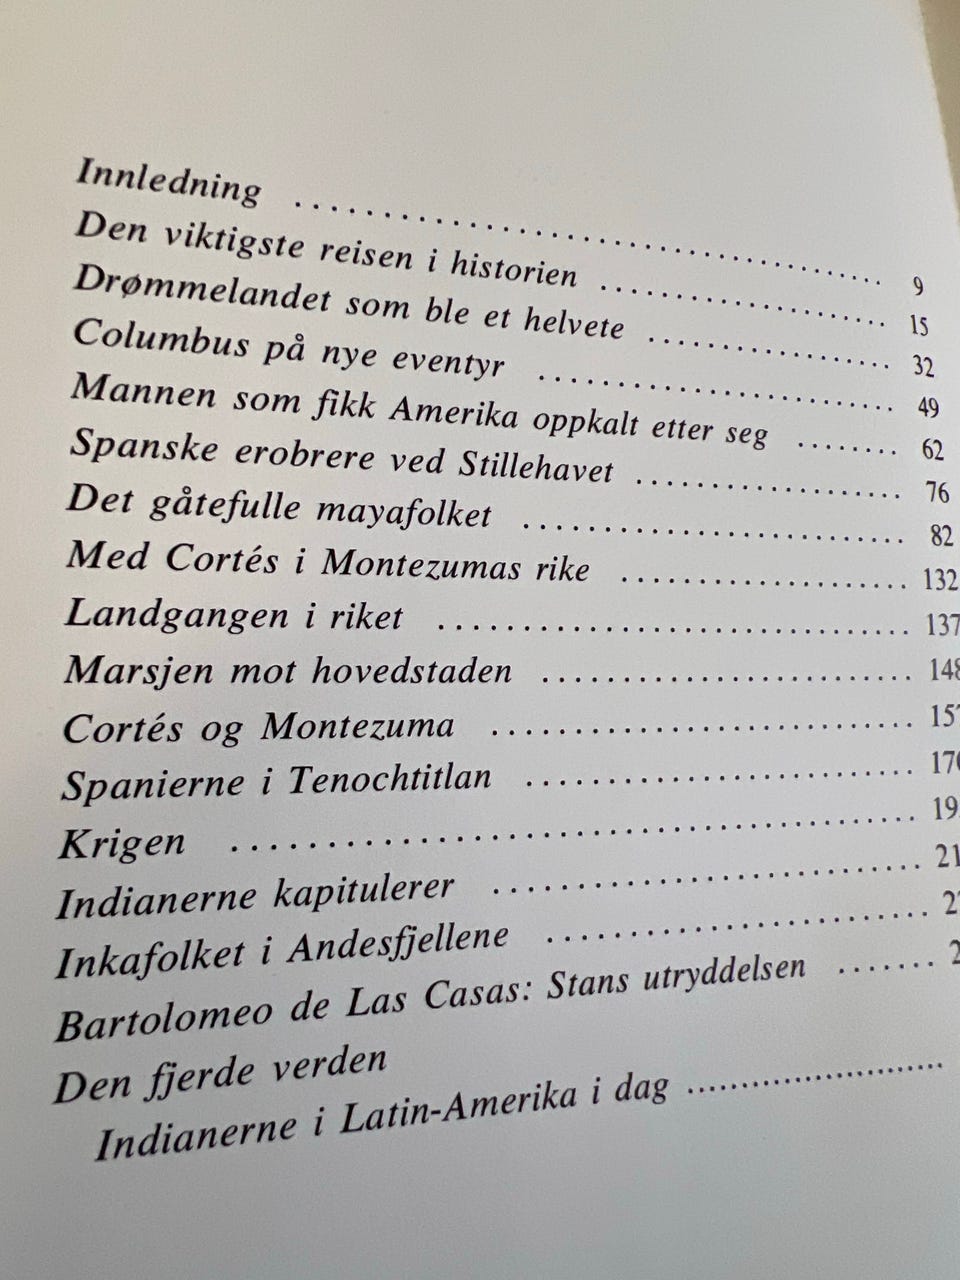 Innledning .................................... 9
Den viktigste reisen i historien .................. 15
Drømmelandet som ble et helvete ............... 32
Columbus på nye eventyr ...................... 49
Mannen som fikk Amerika oppkalt etter seg ...... 62
Spanske erobrere ved Stillehavet ................ 76
Det gåtefulle mayafolket ....................... 82
Med Cortés i Montezumas rike ................. 132
Landgangen i riket ............................ 137
Marsjen mot hovedstaden ...................... 148
Cortés og Montezuma ......................... 157
Spanierne i Tenochtitlan .......................
Krigen ........................................
Indianerne kapitulerer .........................
Inkafolket i Andesfjellene .......................
Bartolomeo de Las Casas: Stans utryddelsen .......
Den fjerde verden
Indianerne i Latin-Amerika i dag ..........................